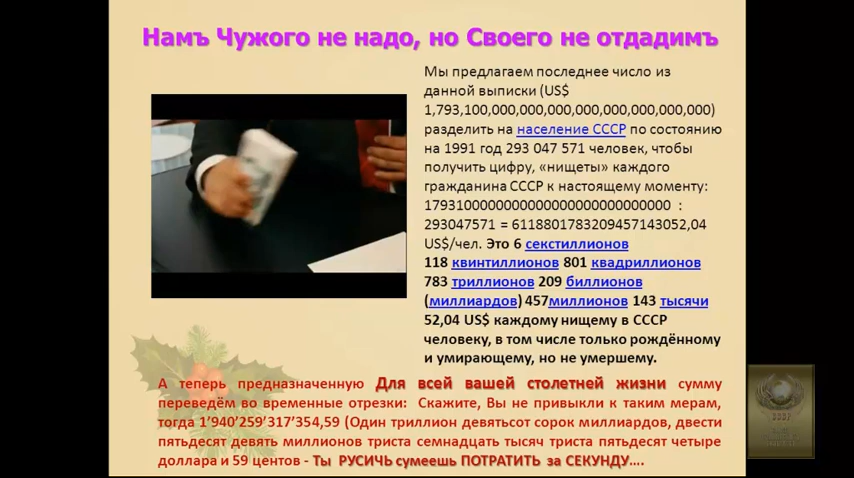 Намъ Чужого не надо, но Своего не отдадимъ
Мы предлагаем последнее число из
данной выписки (US$
1,793,100,000,000,000,000,000,000,000,000)
разделить на население СССР по состоянию
на 1991 год 293 047 571 человек, чтобы
получить цифру, «нищеты» каждого
гражданина СССР к настоящему моменту:
1793100000000000000000000000000 :
293047571 = 6118801783209457143052,04
US$/чел. Это 6 секстиллионов
118 квинтиллионов 801 квадриллионов
783 триллионов 209 биллионов
(миллиардов) 457миллионов 143 тысячи
52,04 US$ каждому нищему в СССР
человеку, в том числе только рождённому
и умирающему, но не умершему.
А теперь предназначенную Для всей вашей столетней жизни сумму
переведём во временные отрезки: Скажите, Вы не привыкли к таким мерам,
тогда 1’940’259’317’354,59 (Один триллион девятьсот сорок миллиардов, двести
пятьдесят девять миллионов триста семнадцать тысяч триста пятьдесят четыре
доллара и 59 центов - Ты РУСИЧЬ сумеешь ПОТРАТИТЬ за СЕКУНДУ….